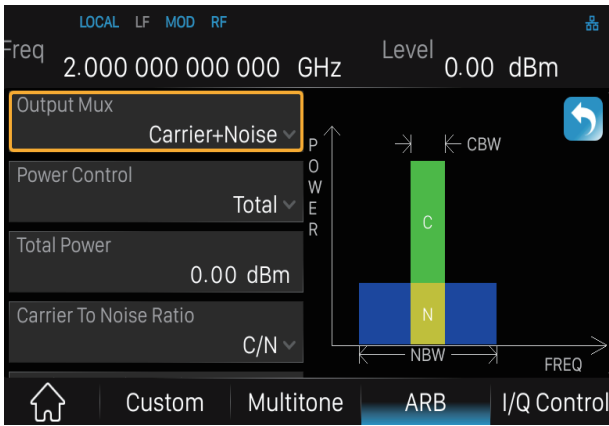 LOCAL LF MOD RF
Freq 2.000 000 000 000 GHz Level 0.00 dBm
Output Mux
Carrier+Noise
Power Control
Total
Total Power
0.00 dBm
Carrier To Noise Ratio
C/N
POWER
CBW
C
N
NBW
FREQ
Custom Multitone ARB I/Q Control